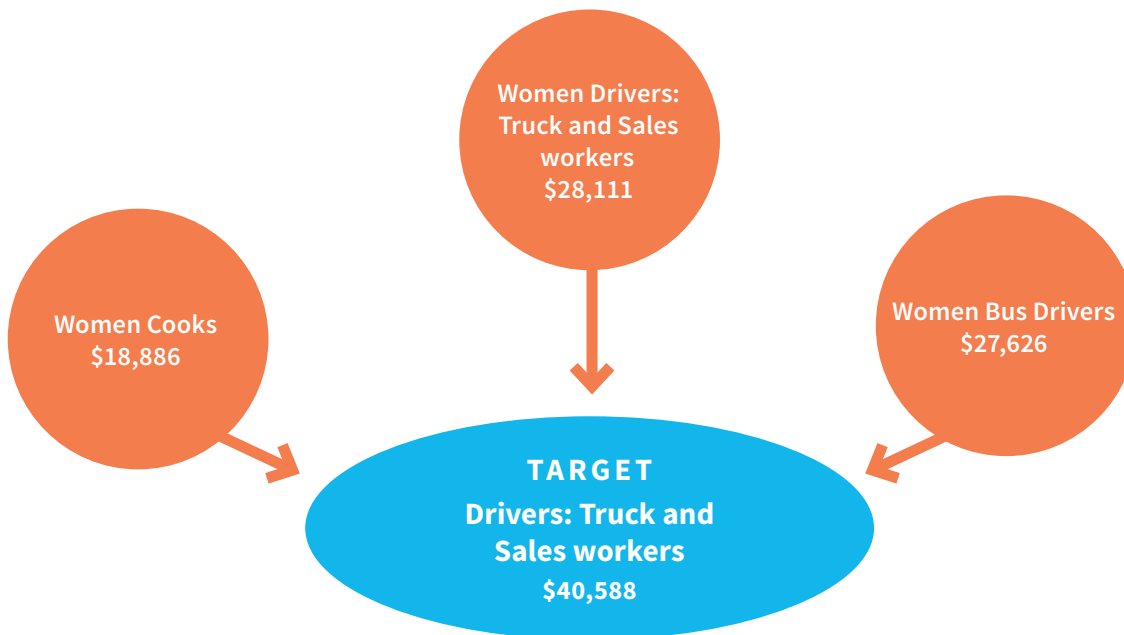 Women Drivers:
Truck and Sales
workers
$28,111
Women Cooks
$18,886
Women Bus Drivers
$27,626
TARGET
Drivers: Truck and
Sales workers
$40,588